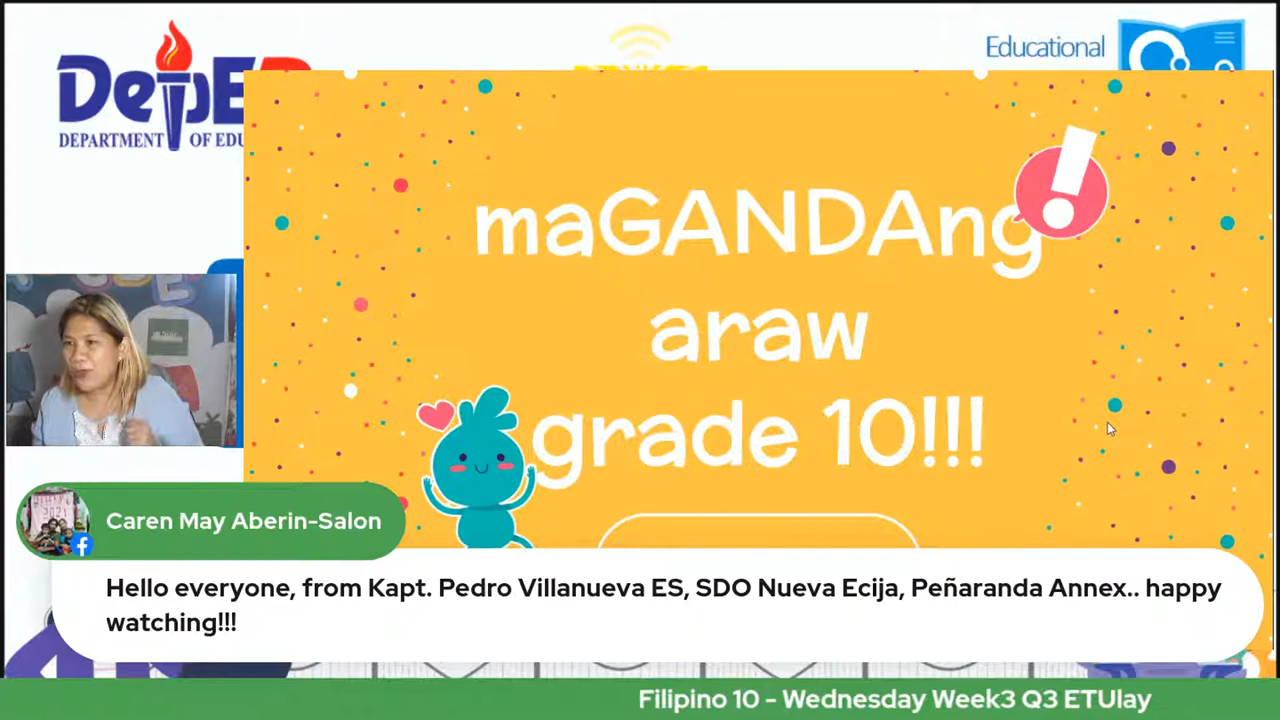 DepE
DEPARTMENT OF EDU
Educational
maGANDAng
araw
grade 10!!!
Caren May Aberin-Salon
Hello everyone, from Kapt. Pedro Villanueva ES, SDO Nueva Ecija, Peñaranda Annex.. happy
watching!!!
Filipino 10 - Wednesday Week3 Q3 ETUlay